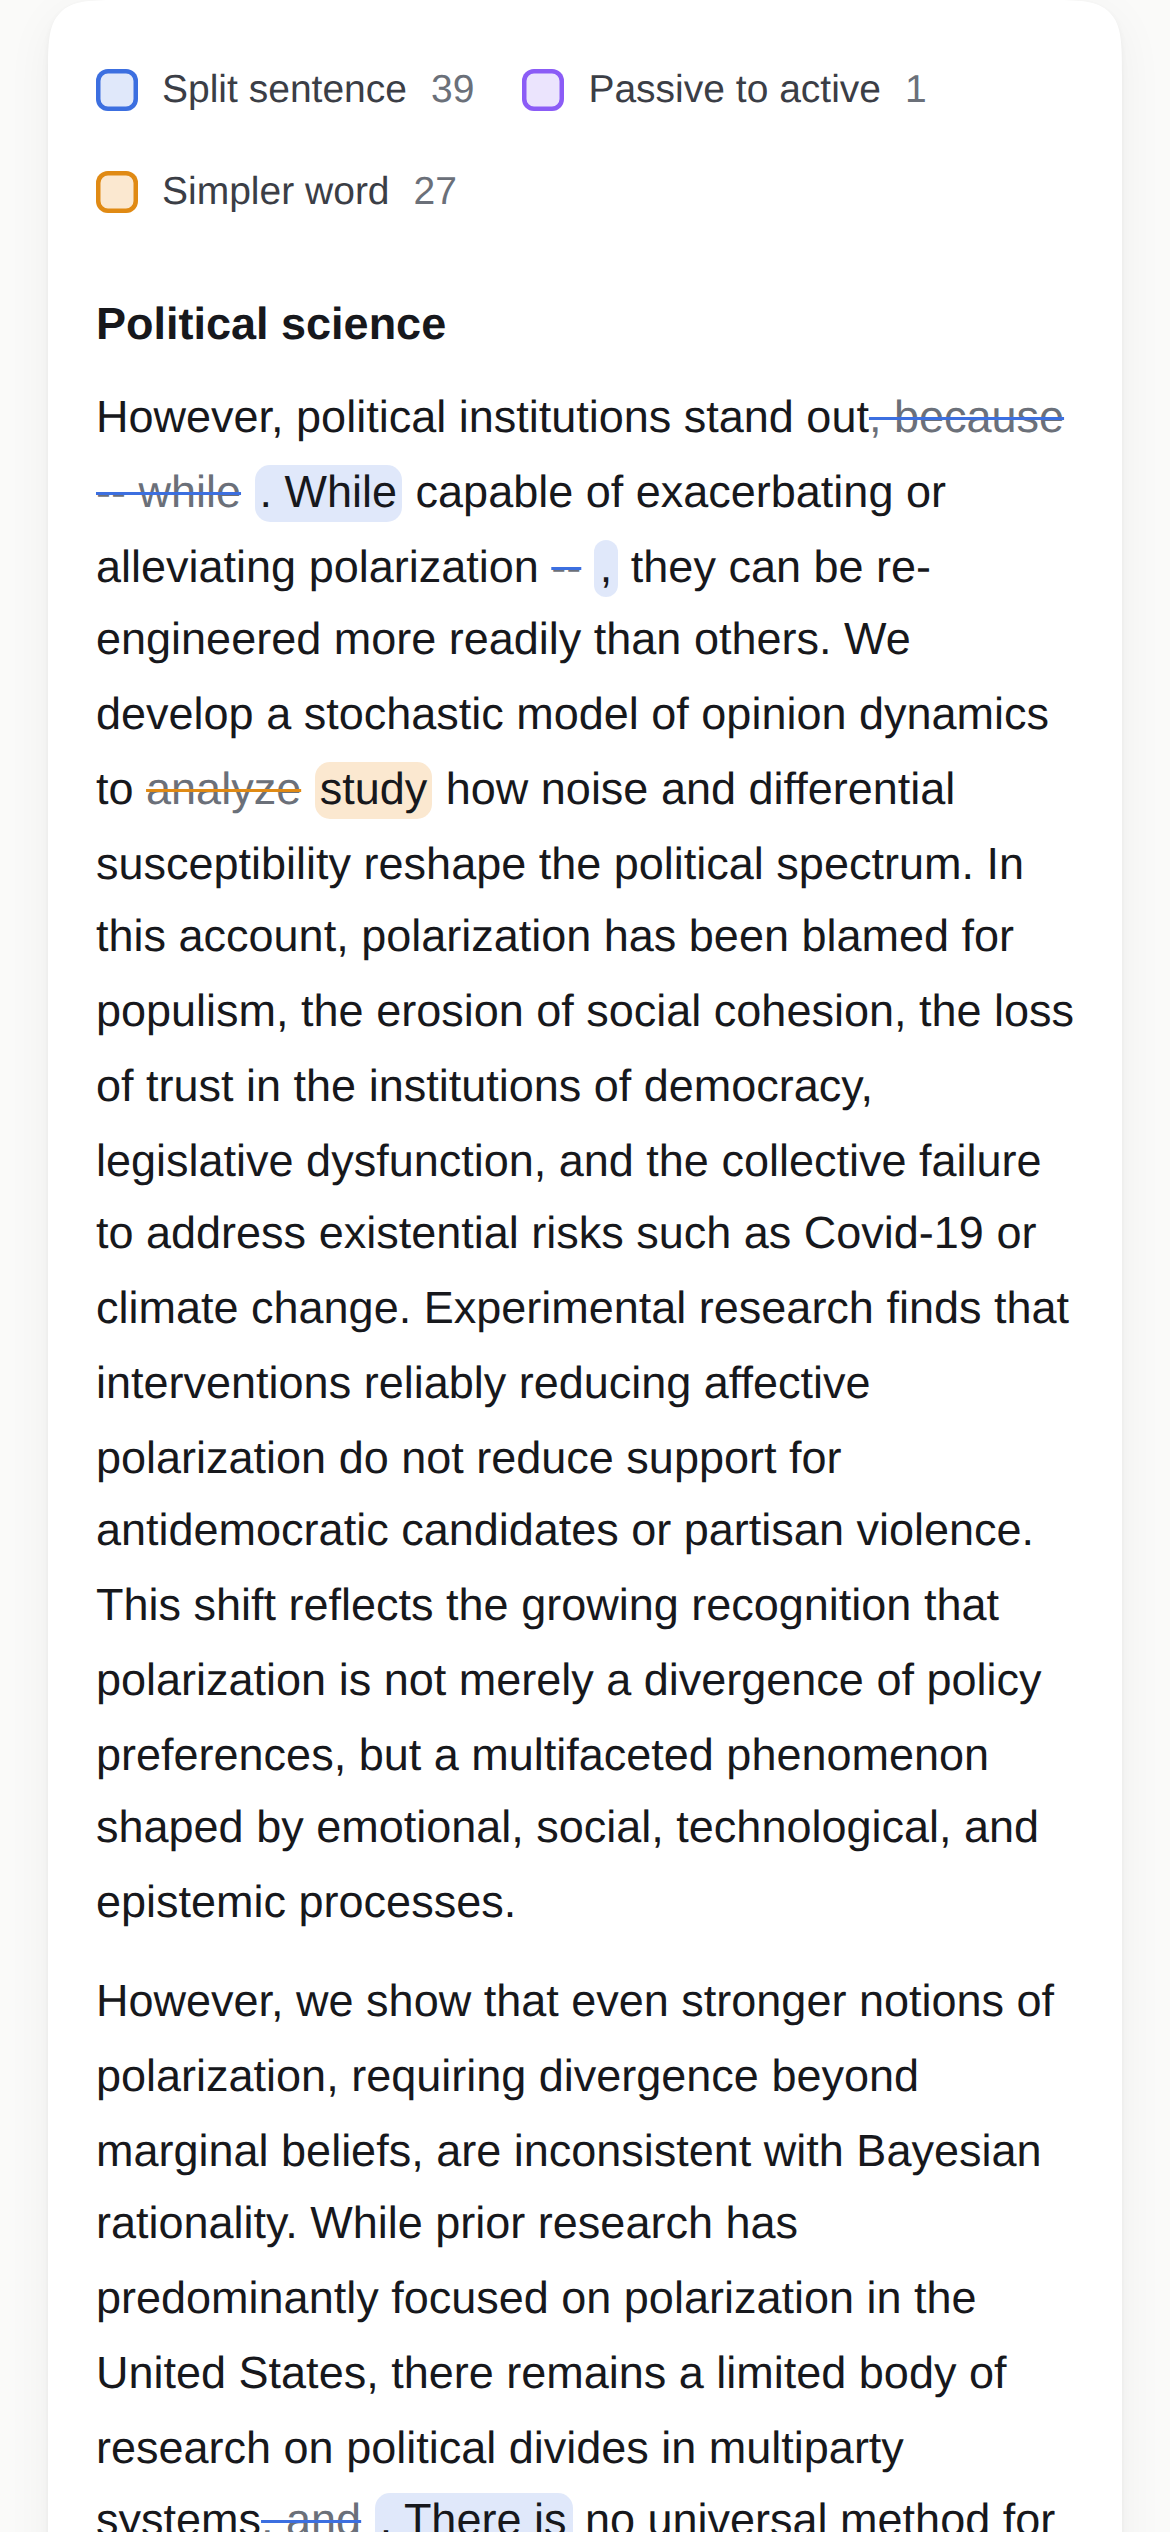 Split sentence 39 Passive to active 1
Simpler word 27
Political science
However, political institutions stand out, because
-- while . While capable of exacerbating or
alleviating polarization -- , they can be re-
engineered more readily than others. We
develop a stochastic model of opinion dynamics
to analyze study how noise and differential
susceptibility reshape the political spectrum. In
this account, polarization has been blamed for
populism, the erosion of social cohesion, the loss
of trust in the institutions of democracy,
legislative dysfunction, and the collective failure
to address existential risks such as Covid-19 or
climate change. Experimental research finds that
interventions reliably reducing affective
polarization do not reduce support for
antidemocratic candidates or partisan violence.
This shift reflects the growing recognition that
polarization is not merely a divergence of policy
preferences, but a multifaceted phenomenon
shaped by emotional, social, technological, and
epistemic processes.
However, we show that even stronger notions of
polarization, requiring divergence beyond
marginal beliefs, are inconsistent with Bayesian
rationality. While prior research has
predominantly focused on polarization in the
United States, there remains a limited body of
research on political divides in multiparty
systems, and . There is no universal method for